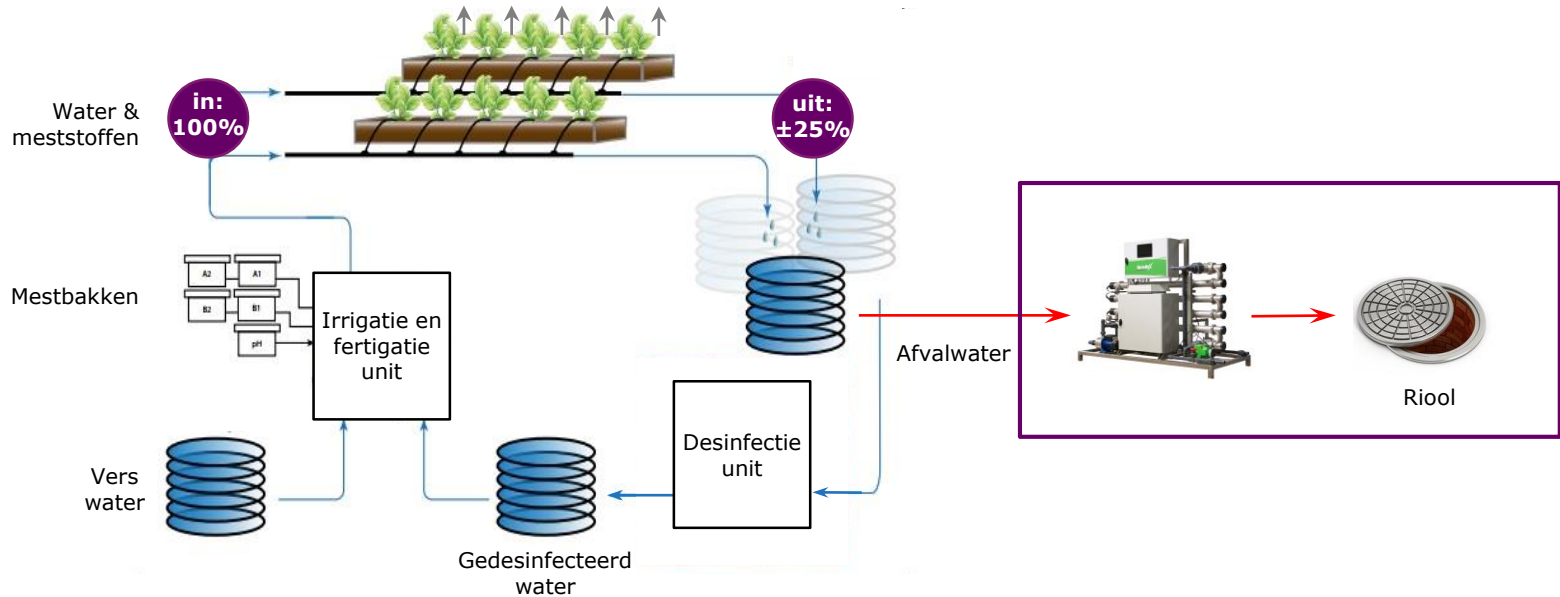 in:
100%
uit:
±25%
Water &
meststoffen
A2
A1
B2
B1
pH
Mestbakken
Irrigatie en
fertigatie
unit
Afvalwater
Riool
Desinfectie
unit
Vers
water
Gedesinfecteerd
water